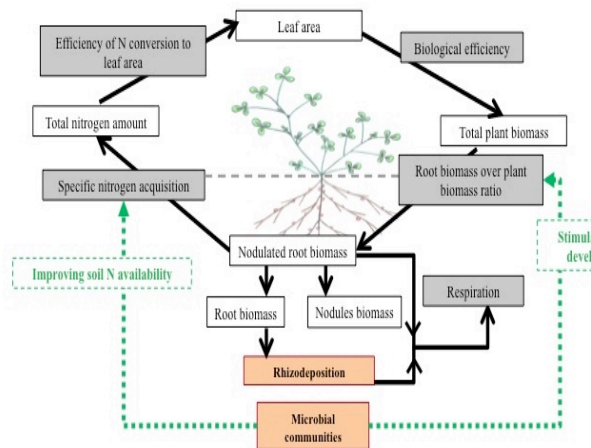 Leaf area
Efficiency of N conversion to
leaf area
Biological efficiency
Total nitrogen amount
Total plant biomass
Specific nitrogen acquisition
Root biomass over plant
biomass ratio
Improving soil N availability
Nodulated root biomass
Root biomass
Nodules biomass
Respiration
Rhizodeposition
Microbial
communities